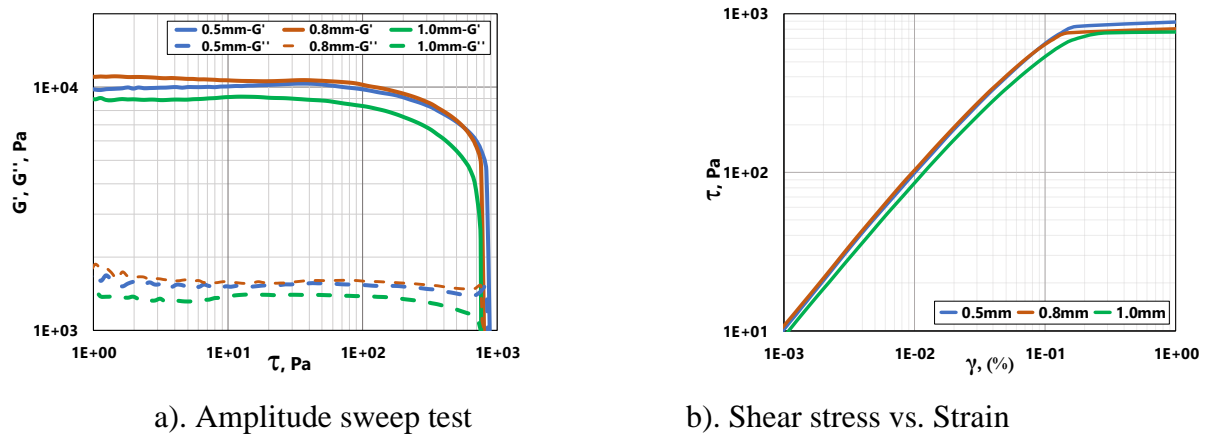 0.5mm-G' 0.8mm-G' 1.0mm-G'
0.5mm-G'' 0.8mm-G'' 1.0mm-G''
G', G'', Pa
1E+04
1E+03
1E+00 1E+01 1E+02 1E+03
τ, Pa
a). Amplitude sweep test
1E+03
1E+02
1E+01
τ, Pa
0.5mm 0.8mm 1.0mm
1E-03 1E-02 1E-01 1E+00
γ, (%)
b). Shear stress vs. Strain